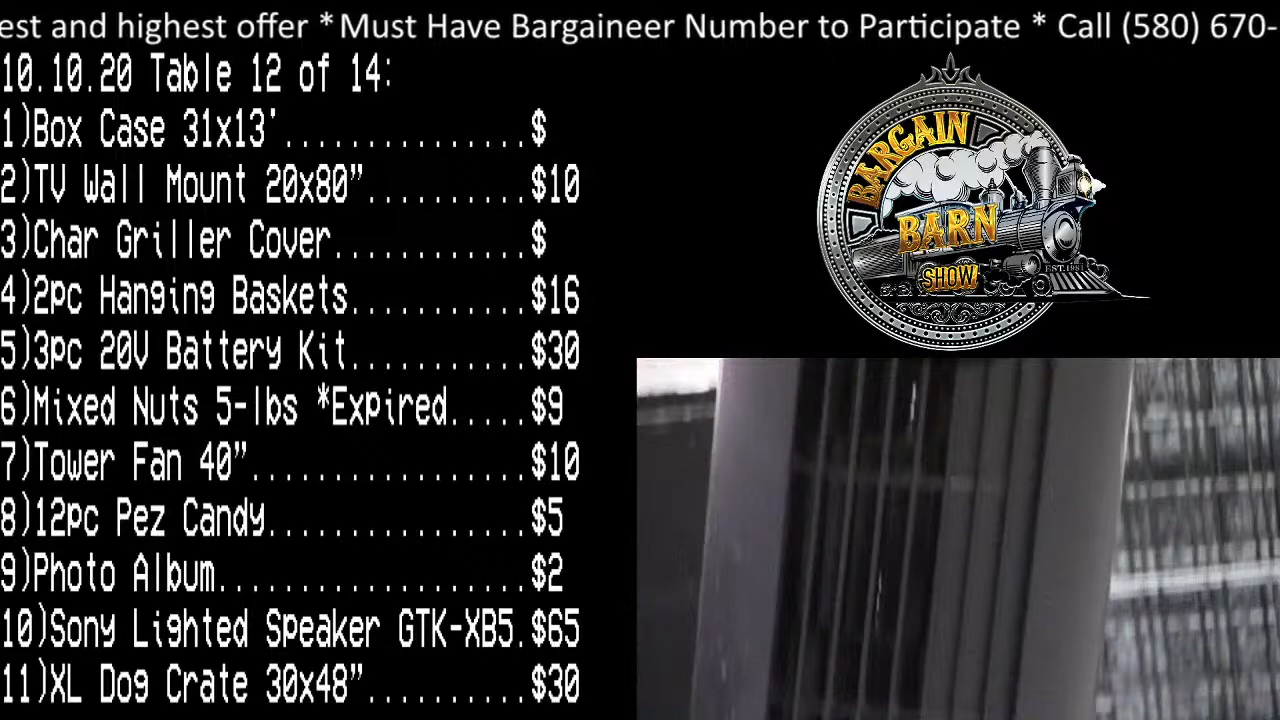 est and highest offer * Must Have Bargaineer Number to Participate * Call (580) 670-
10.10.20 Table 12 of 14:
1)Box Case 31x13'...............$
2)TV Wall Mount 20x80”..........$10
3)Char Griller Cover............$
4)2pc Hanging Baskets...........$16
5)3pc 20V Battery Kit...........$30
6)Mixed Nuts 5-lbs *Expired.....$9
7)Tower Fan 40”.................$10
8)12pc Pez Candy................$5
9)Photo Album...................$2
10)Sony Lighted Speaker GTK-XB5.$65
11)XL Dog Crate 30x48”..........$30
BARGAIN
BARN
SHOW